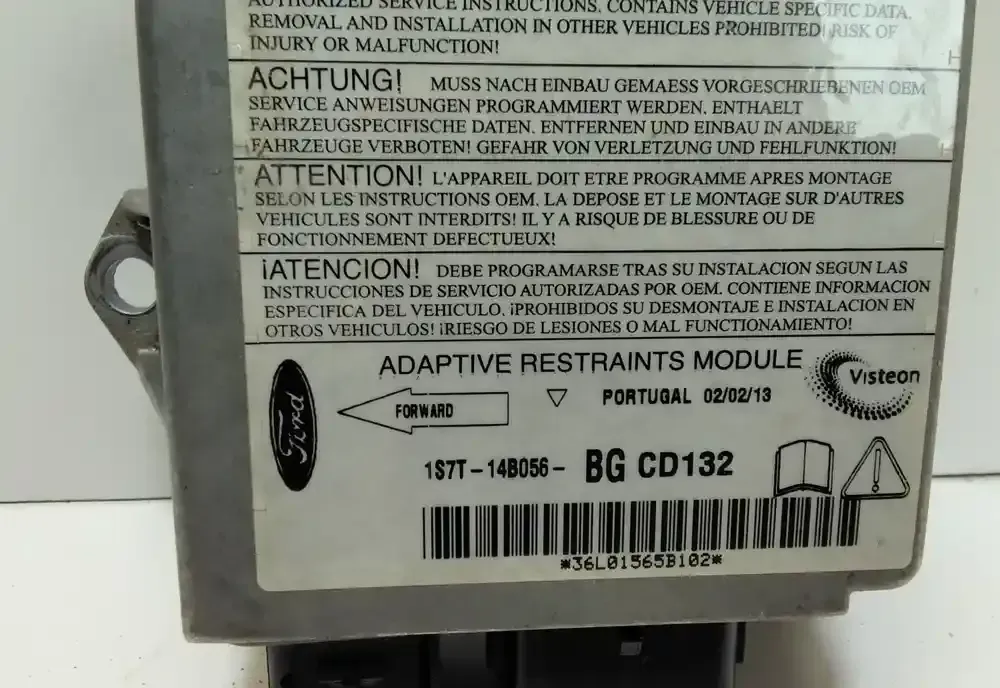 AUTHORIZED SERVICE INSTRUCTIONS. CONTAINS VEHICLE SPECIFIC DATA.
REMOVAL AND INSTALLATION IN OTHER VEHICLES PROHIBITED! RISK OF
INJURY OR MALFUNCTION!
ACHTUNG! MUSS NACH EINBAU GEMAESS VORGESCHRIEBENEN OEM
SERVICE ANWEISUNGEN PROGRAMMIERT WERDEN. ENTHAELT
FAHRZEUGSPECIFISCHE DATEN. ENTFERNEN UND EINBAU IN ANDERE
FAHRZEUGE VERBOTEN! GEFAHR VON VERLETZUNG UND FEHLFUNKTION!
ATTENTION! L'APPAREIL DOIT ETRE PROGRAMME APRES MONTAGE
SELON LES INSTRUCTIONS OEM. LA DEPOSE ET LE MONTAGE SUR D'AUTRES
VEHICULES SONT INTERDITS! IL Y A RISQUE DE BLESSURE OU DE
FONCTIONNEMENT DEFECTUEUX!
¡ATENCION! DEBE PROGRAMARSE TRAS SU INSTALACION SEGUN LAS
INSTRUCCIONES DE SERVICIO AUTORIZADAS POR OEM. CONTIENE INFORMACION
ESPECIFICA DEL VEHICULO. ¡PROHIBIDOS SU DESMONTAJE E INSTALACION EN
OTROS VEHICULOS! ¡RIESGO DE LESIONES O MAL FUNCTIONAMIENTO!
ADAPTIVE RESTRAINTS MODULE
Visteon
Ford
FORWARD
PORTUGAL 02/02/13
1S7T-14B056- BG CD132
*36L01565B102*